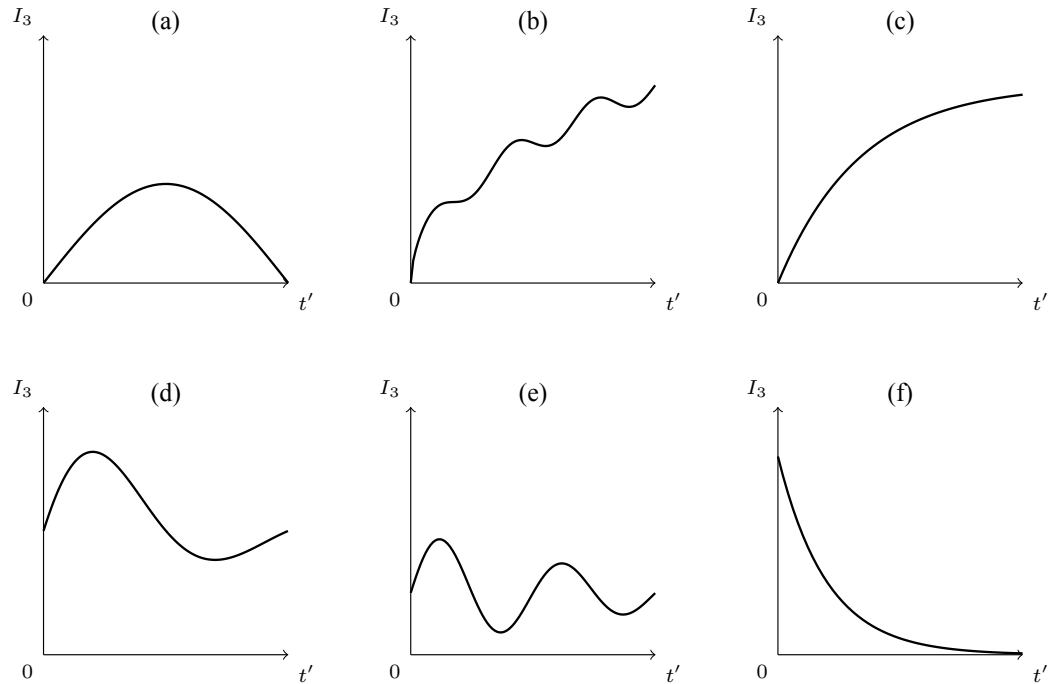 I₃ (a)
0 t′
I₃ (b)
0 t′
I₃ (c)
0 t′
I₃ (d)
0 t′
I₃ (e)
0 t′
I₃ (f)
0 t′